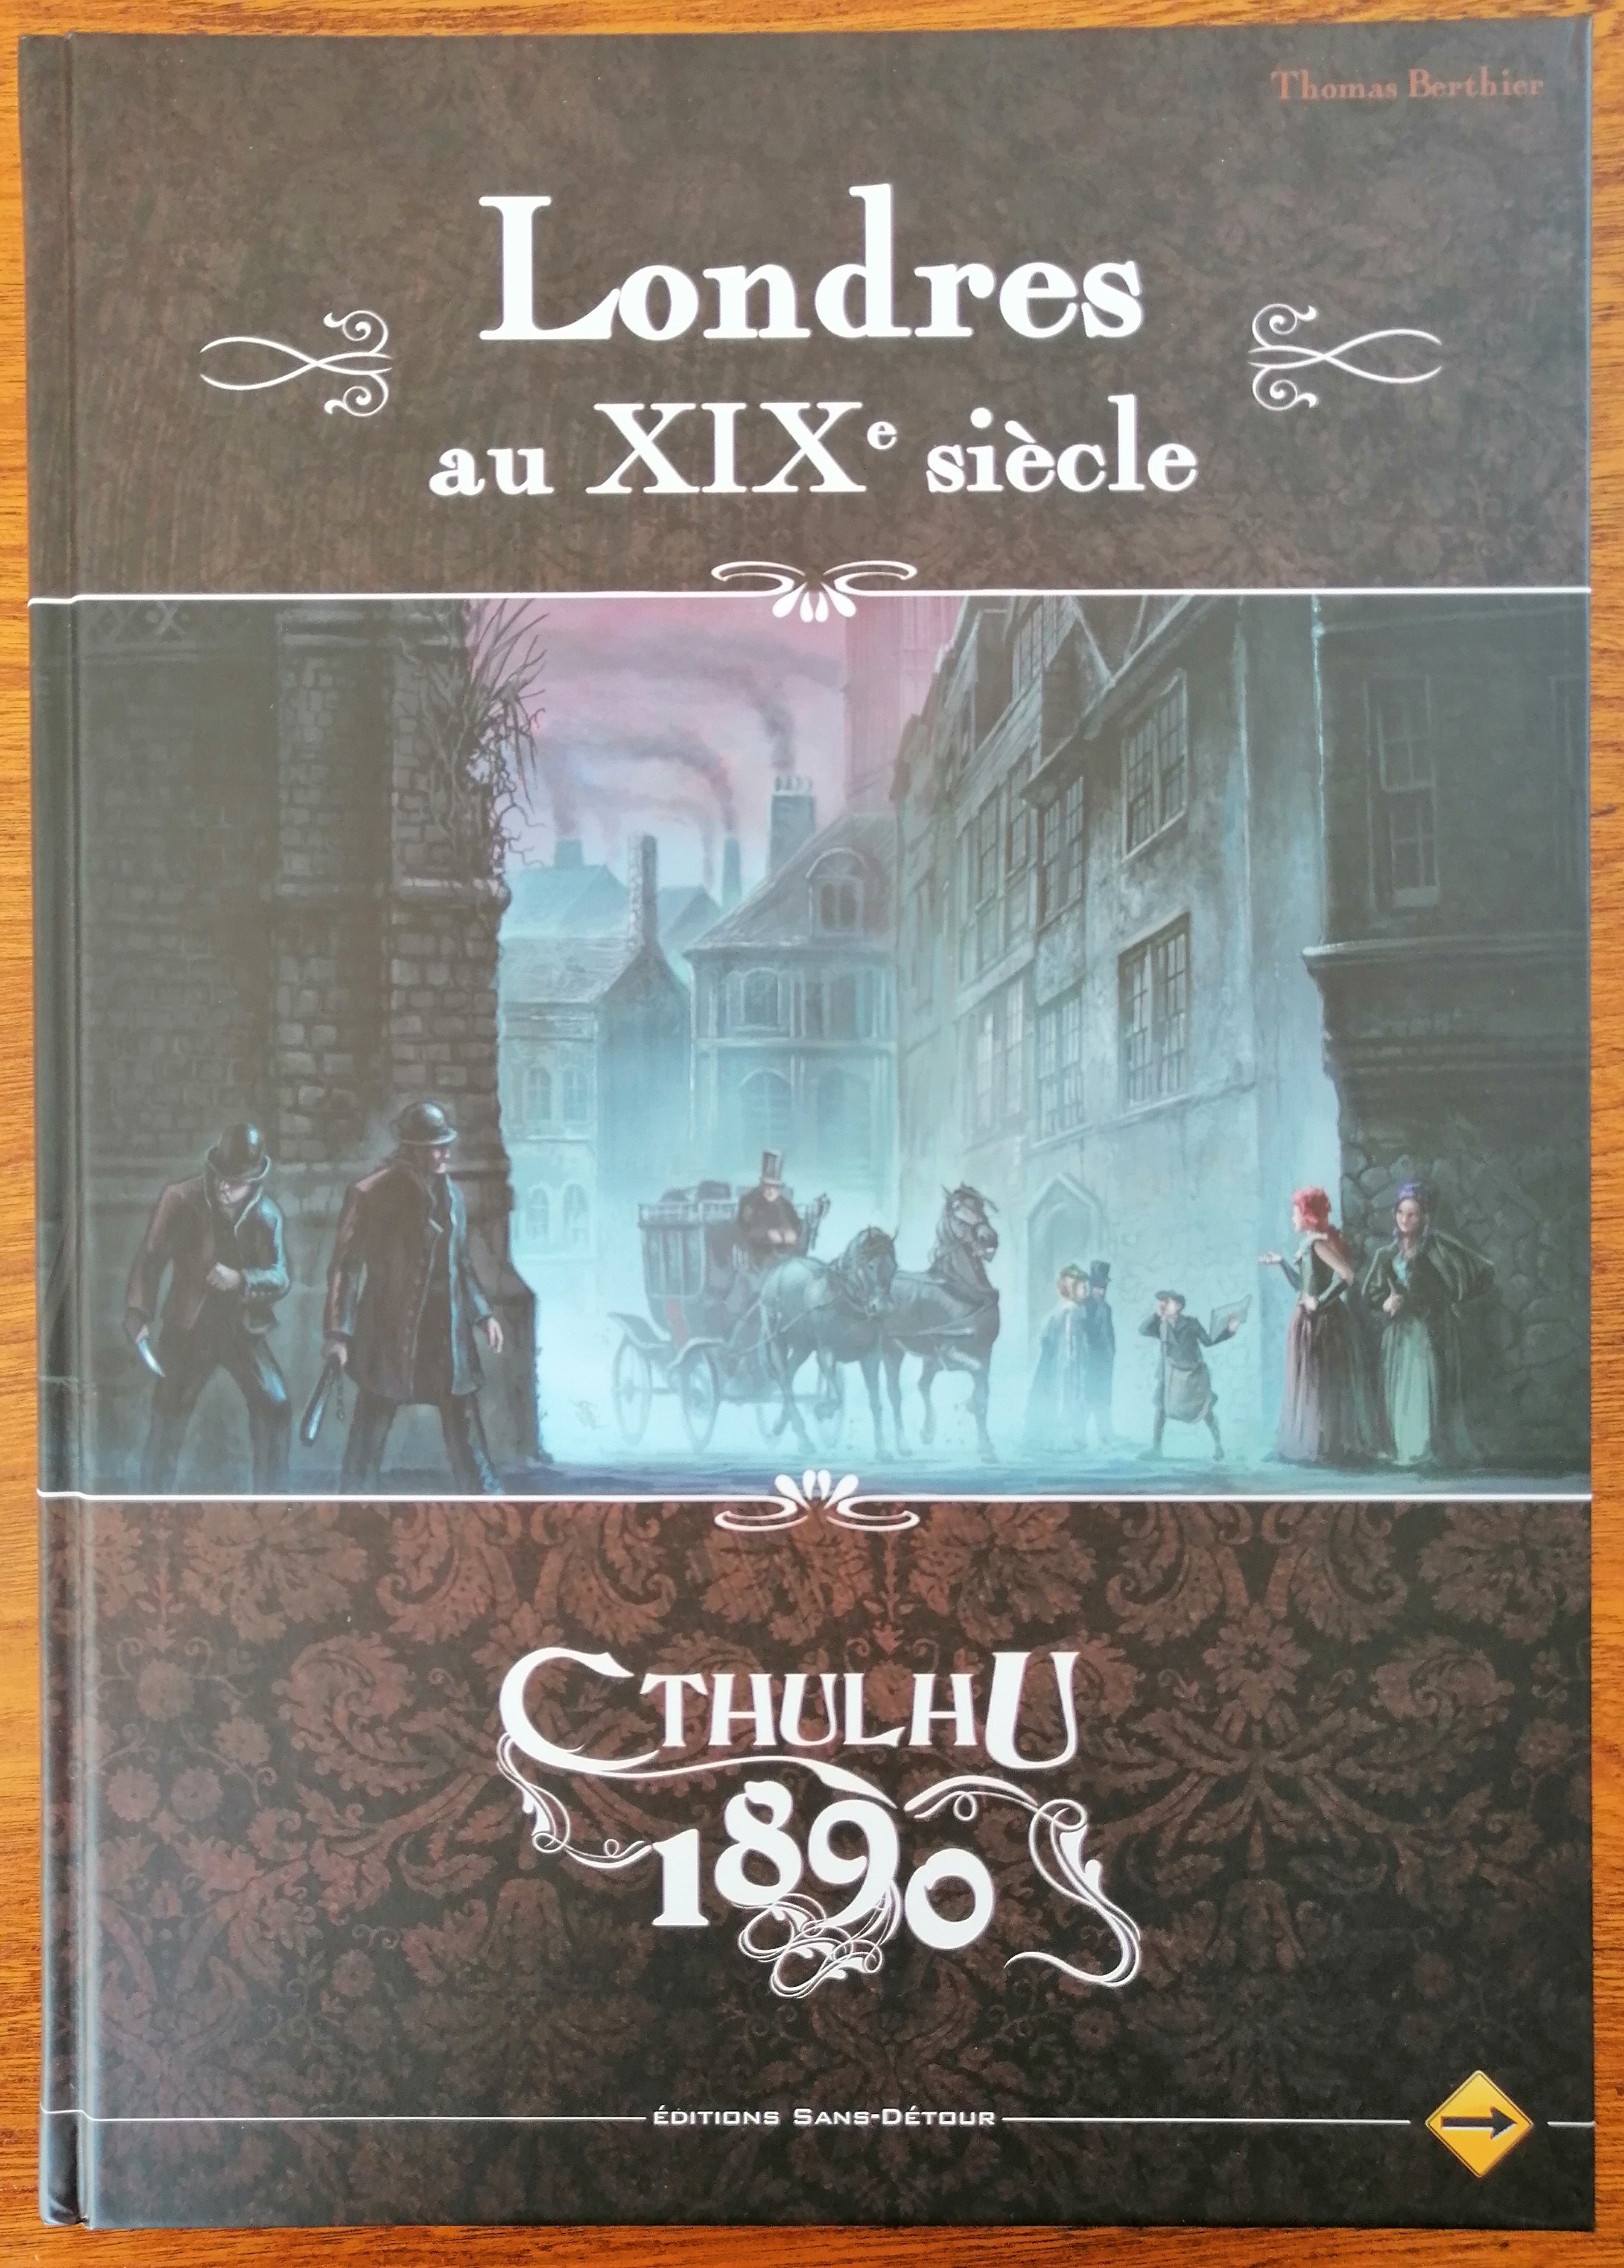 Thomas Berthier
Londres
au XIXe siècle
CTHULHU
1890
ÉDITIONS SANS-DÉTOUR